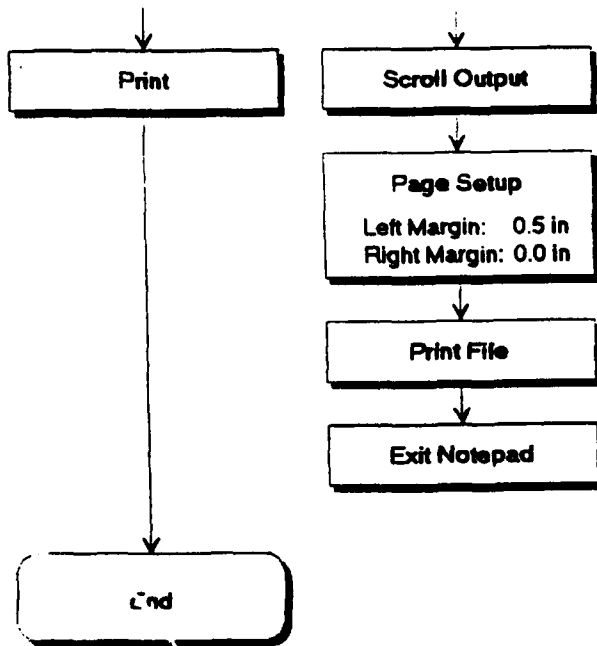 Print
Scroll Output
Page Setup
Left Margin: 0.5 in
Right Margin: 0.0 in
Print File
Exit Notepad
End